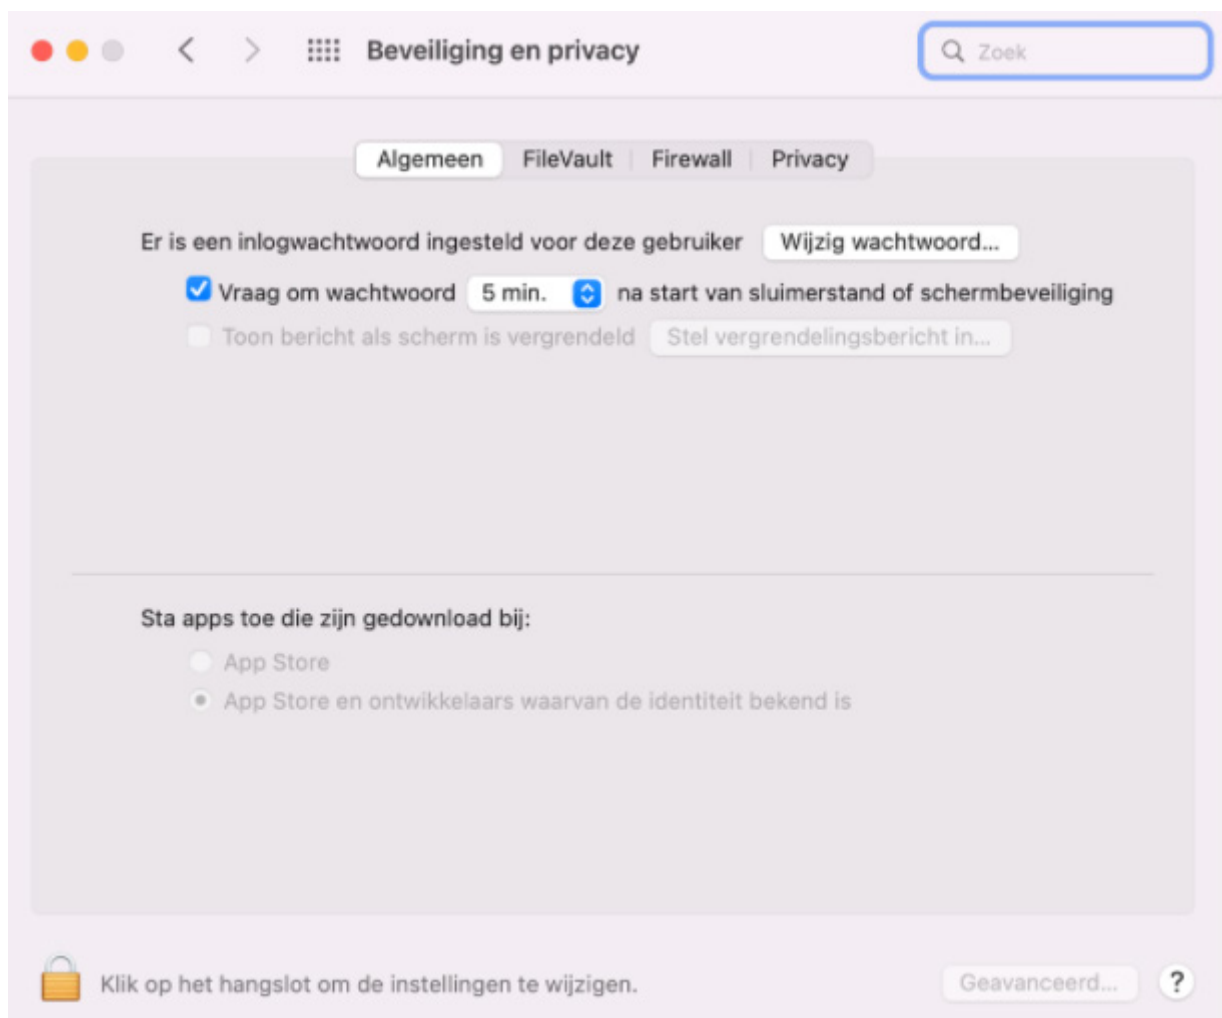 Beveiliging en privacy
Zoek
Algemeen FileVault Firewall Privacy
Er is een inlogwachtwoord ingesteld voor deze gebruiker Wijzig wachtwoord...
Vraag om wachtwoord 5 min. na start van sluimerstand of schermbeveiliging
Toon bericht als scherm is vergrendeld Stel vergrendelingsbericht in...
Sta apps toe die zijn gedownload bij:
App Store
App Store en ontwikkelaars waarvan de identiteit bekend is
Klik op het hangslot om de instellingen te wijzigen. Geavanceerd... ?